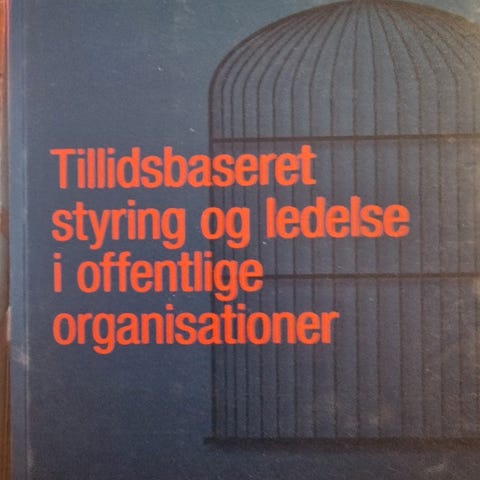 Tillidsbaseret
styring og ledelse
i offentlige
organisationer